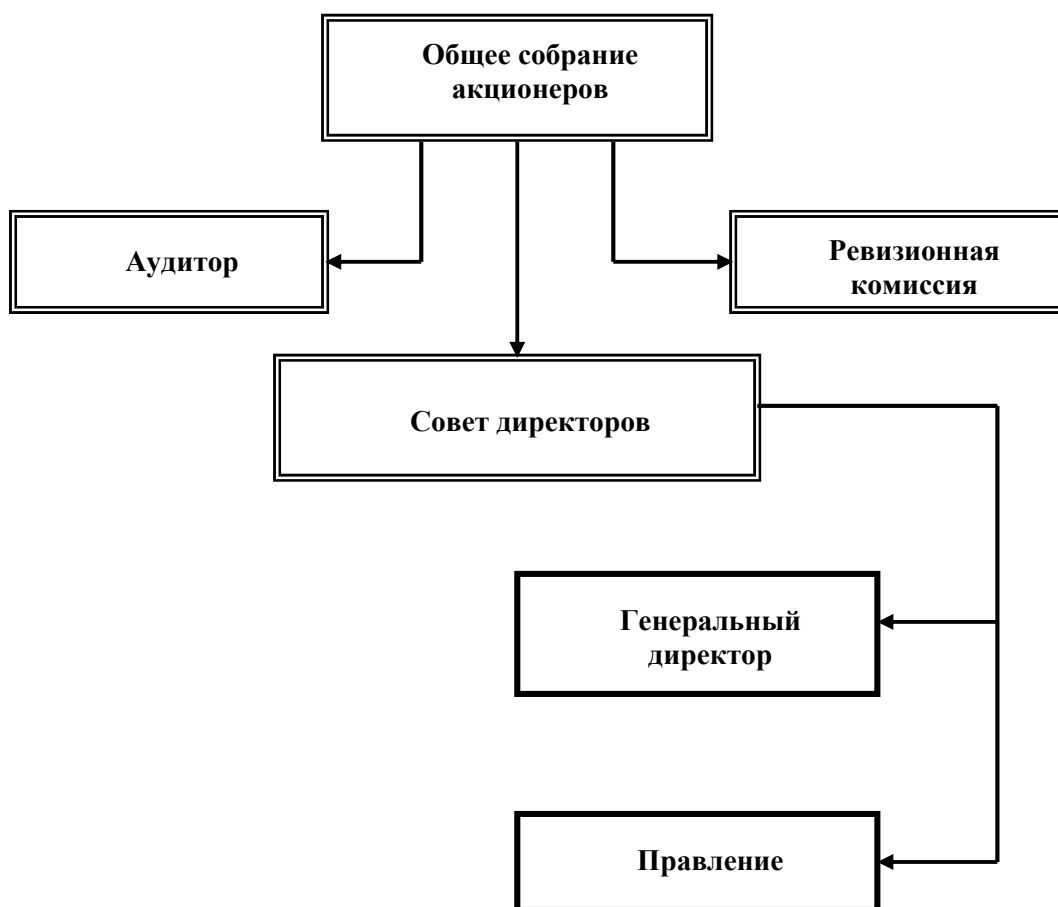 Общее собрание
акционеров
Аудитор
Ревизионная
комиссия
Совет директоров
Генеральный
директор
Правление